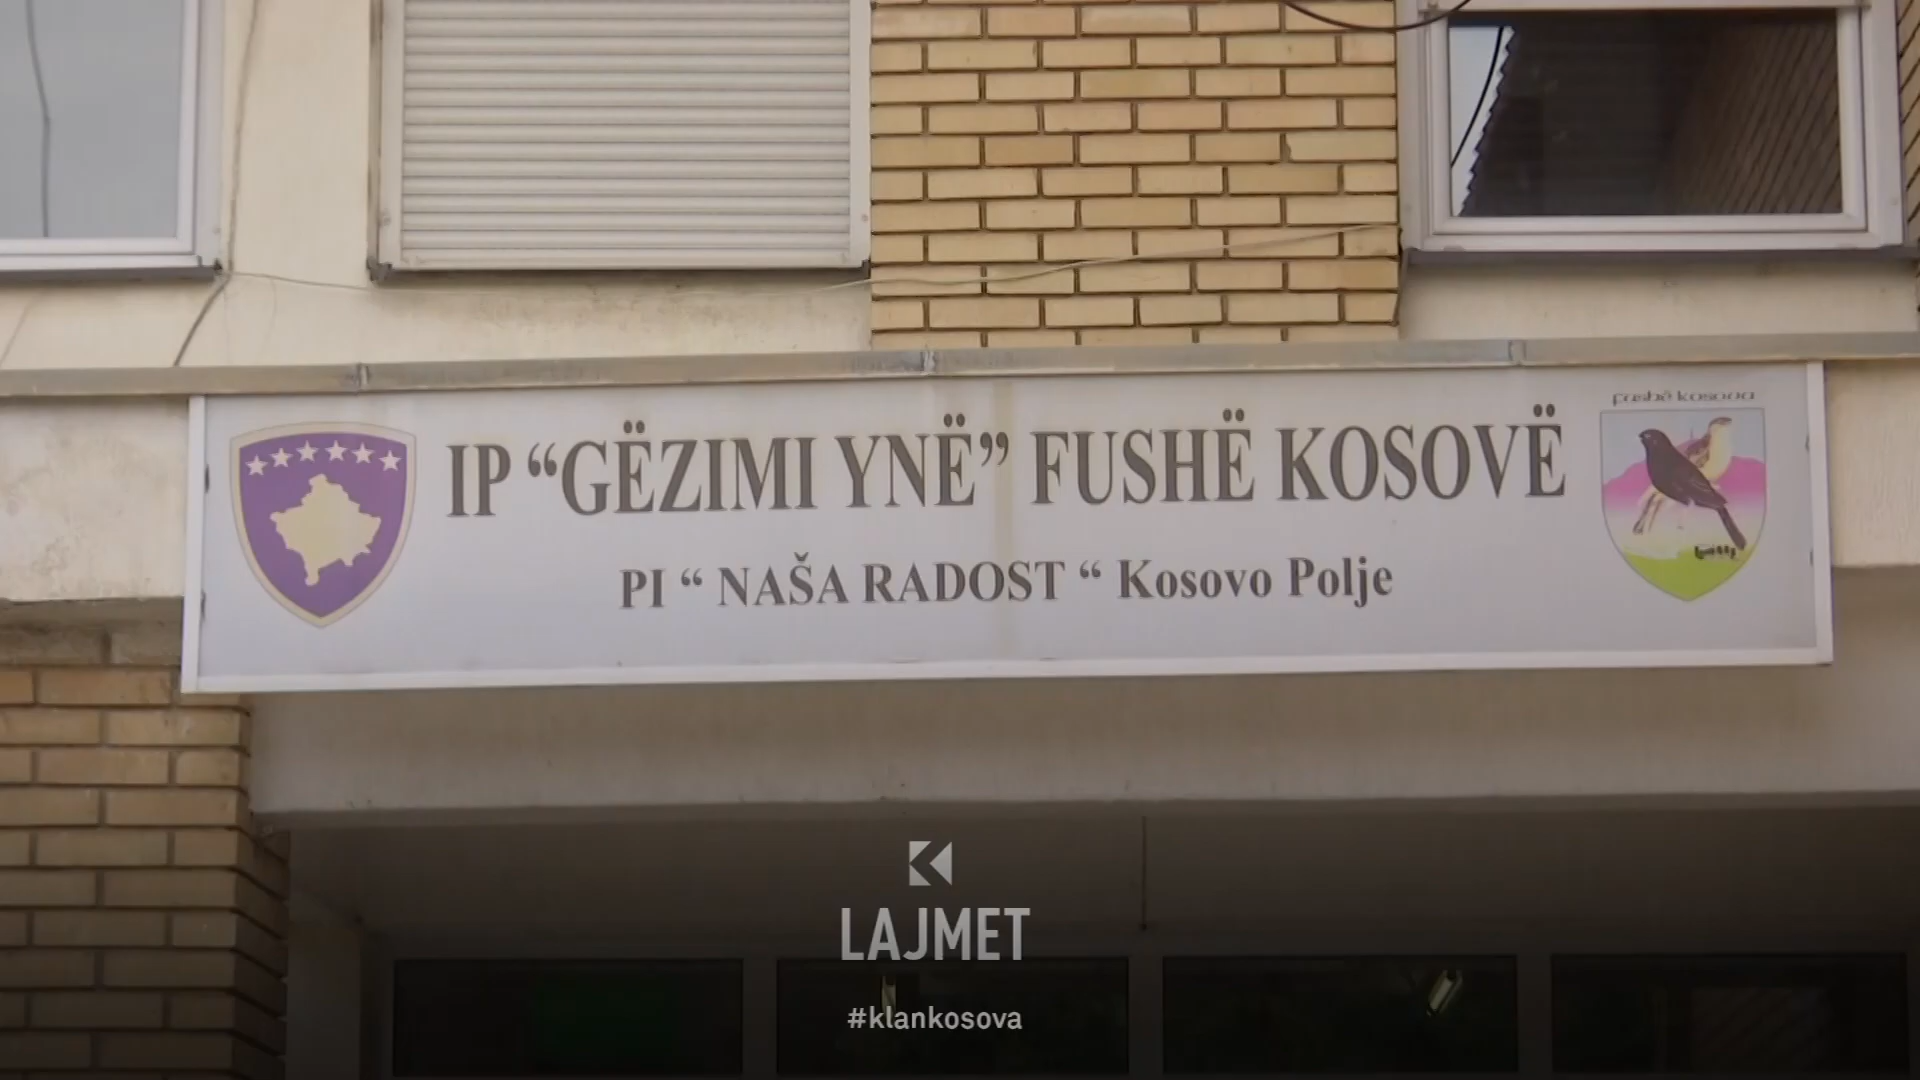 fushë kosova
IP “GËZIMI YNË” FUSHË KOSOVË
PI “ NAŠA RADOST “ Kosovo Polje
LAJMET
#klankosova